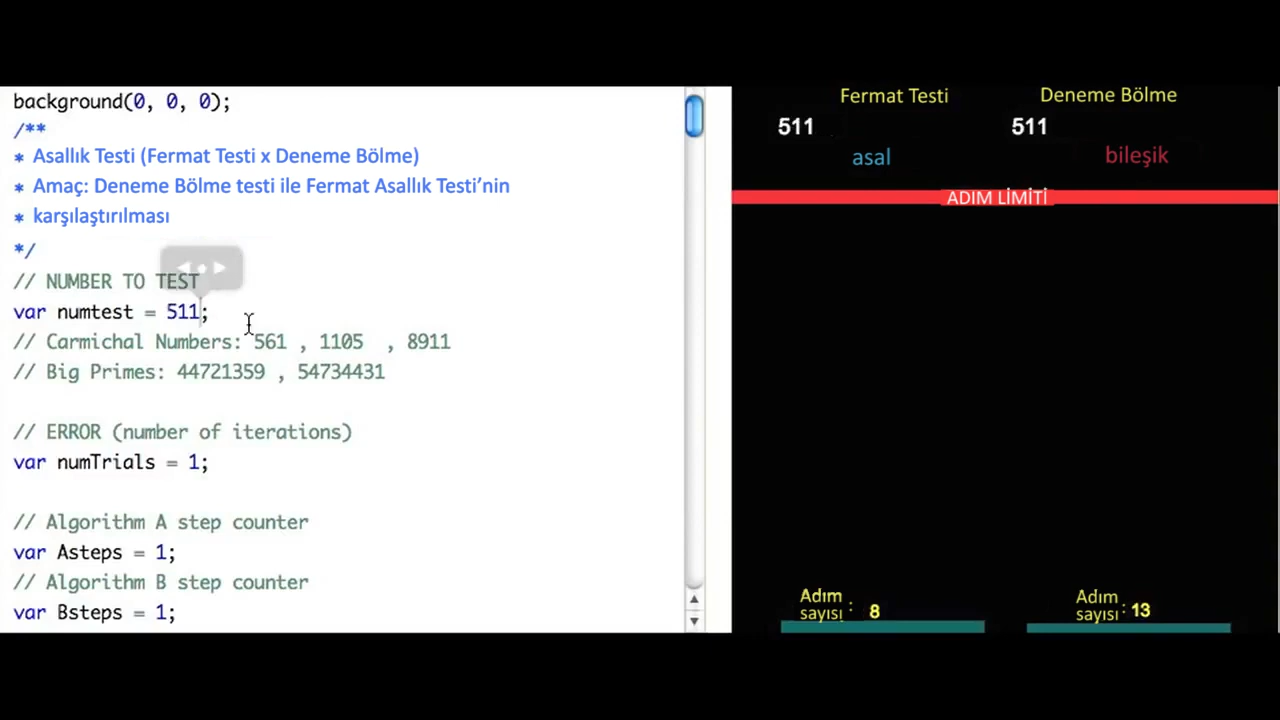 background(0, 0, 0);
/**
* Asallık Testi (Fermat Testi x Deneme Bölme)
* Amaç: Deneme Bölme testi ile Fermat Asallık Testi’nin
* karşılaştırılması
*/
// NUMBER TO TEST
var numtest = 511;
// Carmichal Numbers: 561 , 1105 , 8911
// Big Primes: 44721359 , 54734431
// ERROR (number of iterations)
var numTrials = 1;
// Algorithm A step counter
var Asteps = 1;
// Algorithm B step counter
var Bsteps = 1;
Fermat Testi
511
asal
Deneme Bölme
511
bileşik
ADIM LİMİTİ
Adım
sayısı : 8
Adım
sayısı : 13